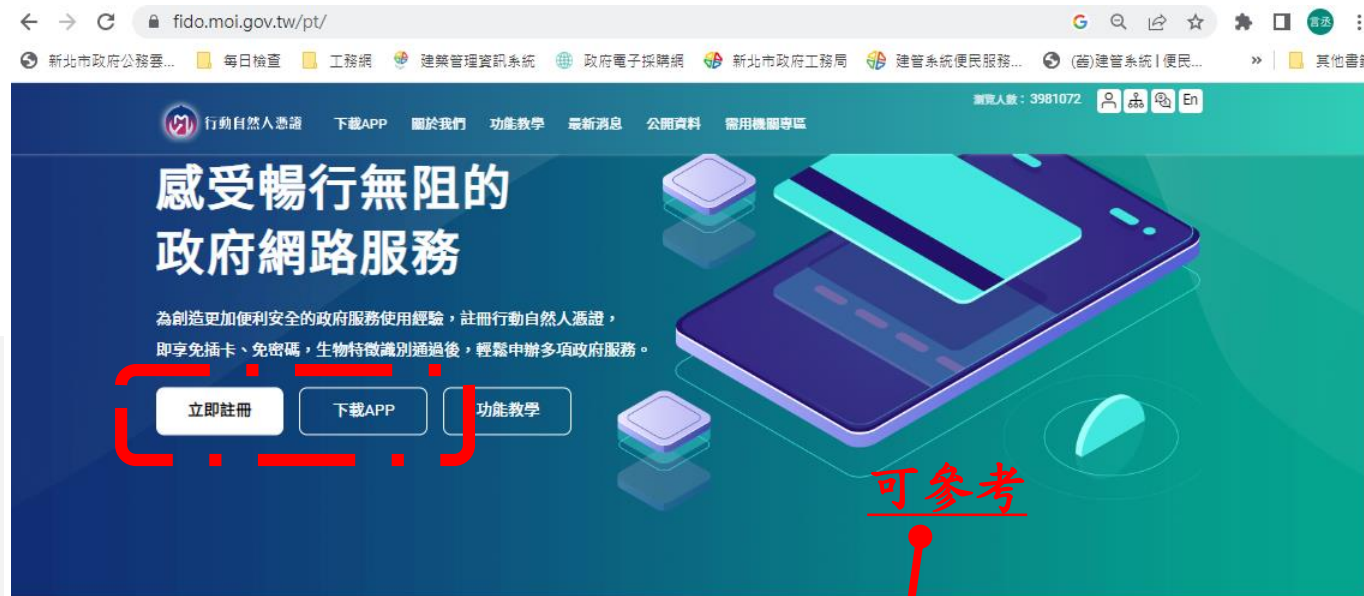 fido.moi.gov.tw/pt/
言丞
新北市政府公務雲... 每日檢查 工務網 建築管理資訊系統 政府電子採購網 新北市政府工務局 建管系統便民服務... (舊)建管系統|便民... » 其他書籤
瀏覽人數：3981072 En
行動自然人憑證 下載APP 關於我們 功能教學 最新消息 公開資料 需用機關專區
感受暢行無阻的
政府網路服務
為創造更加便利安全的政府服務使用經驗，註冊行動自然人憑證，
即享免插卡、免密碼，生物特徵識別通過後，輕鬆申辦多項政府服務。
立即註冊 下載APP 功能教學
可參考